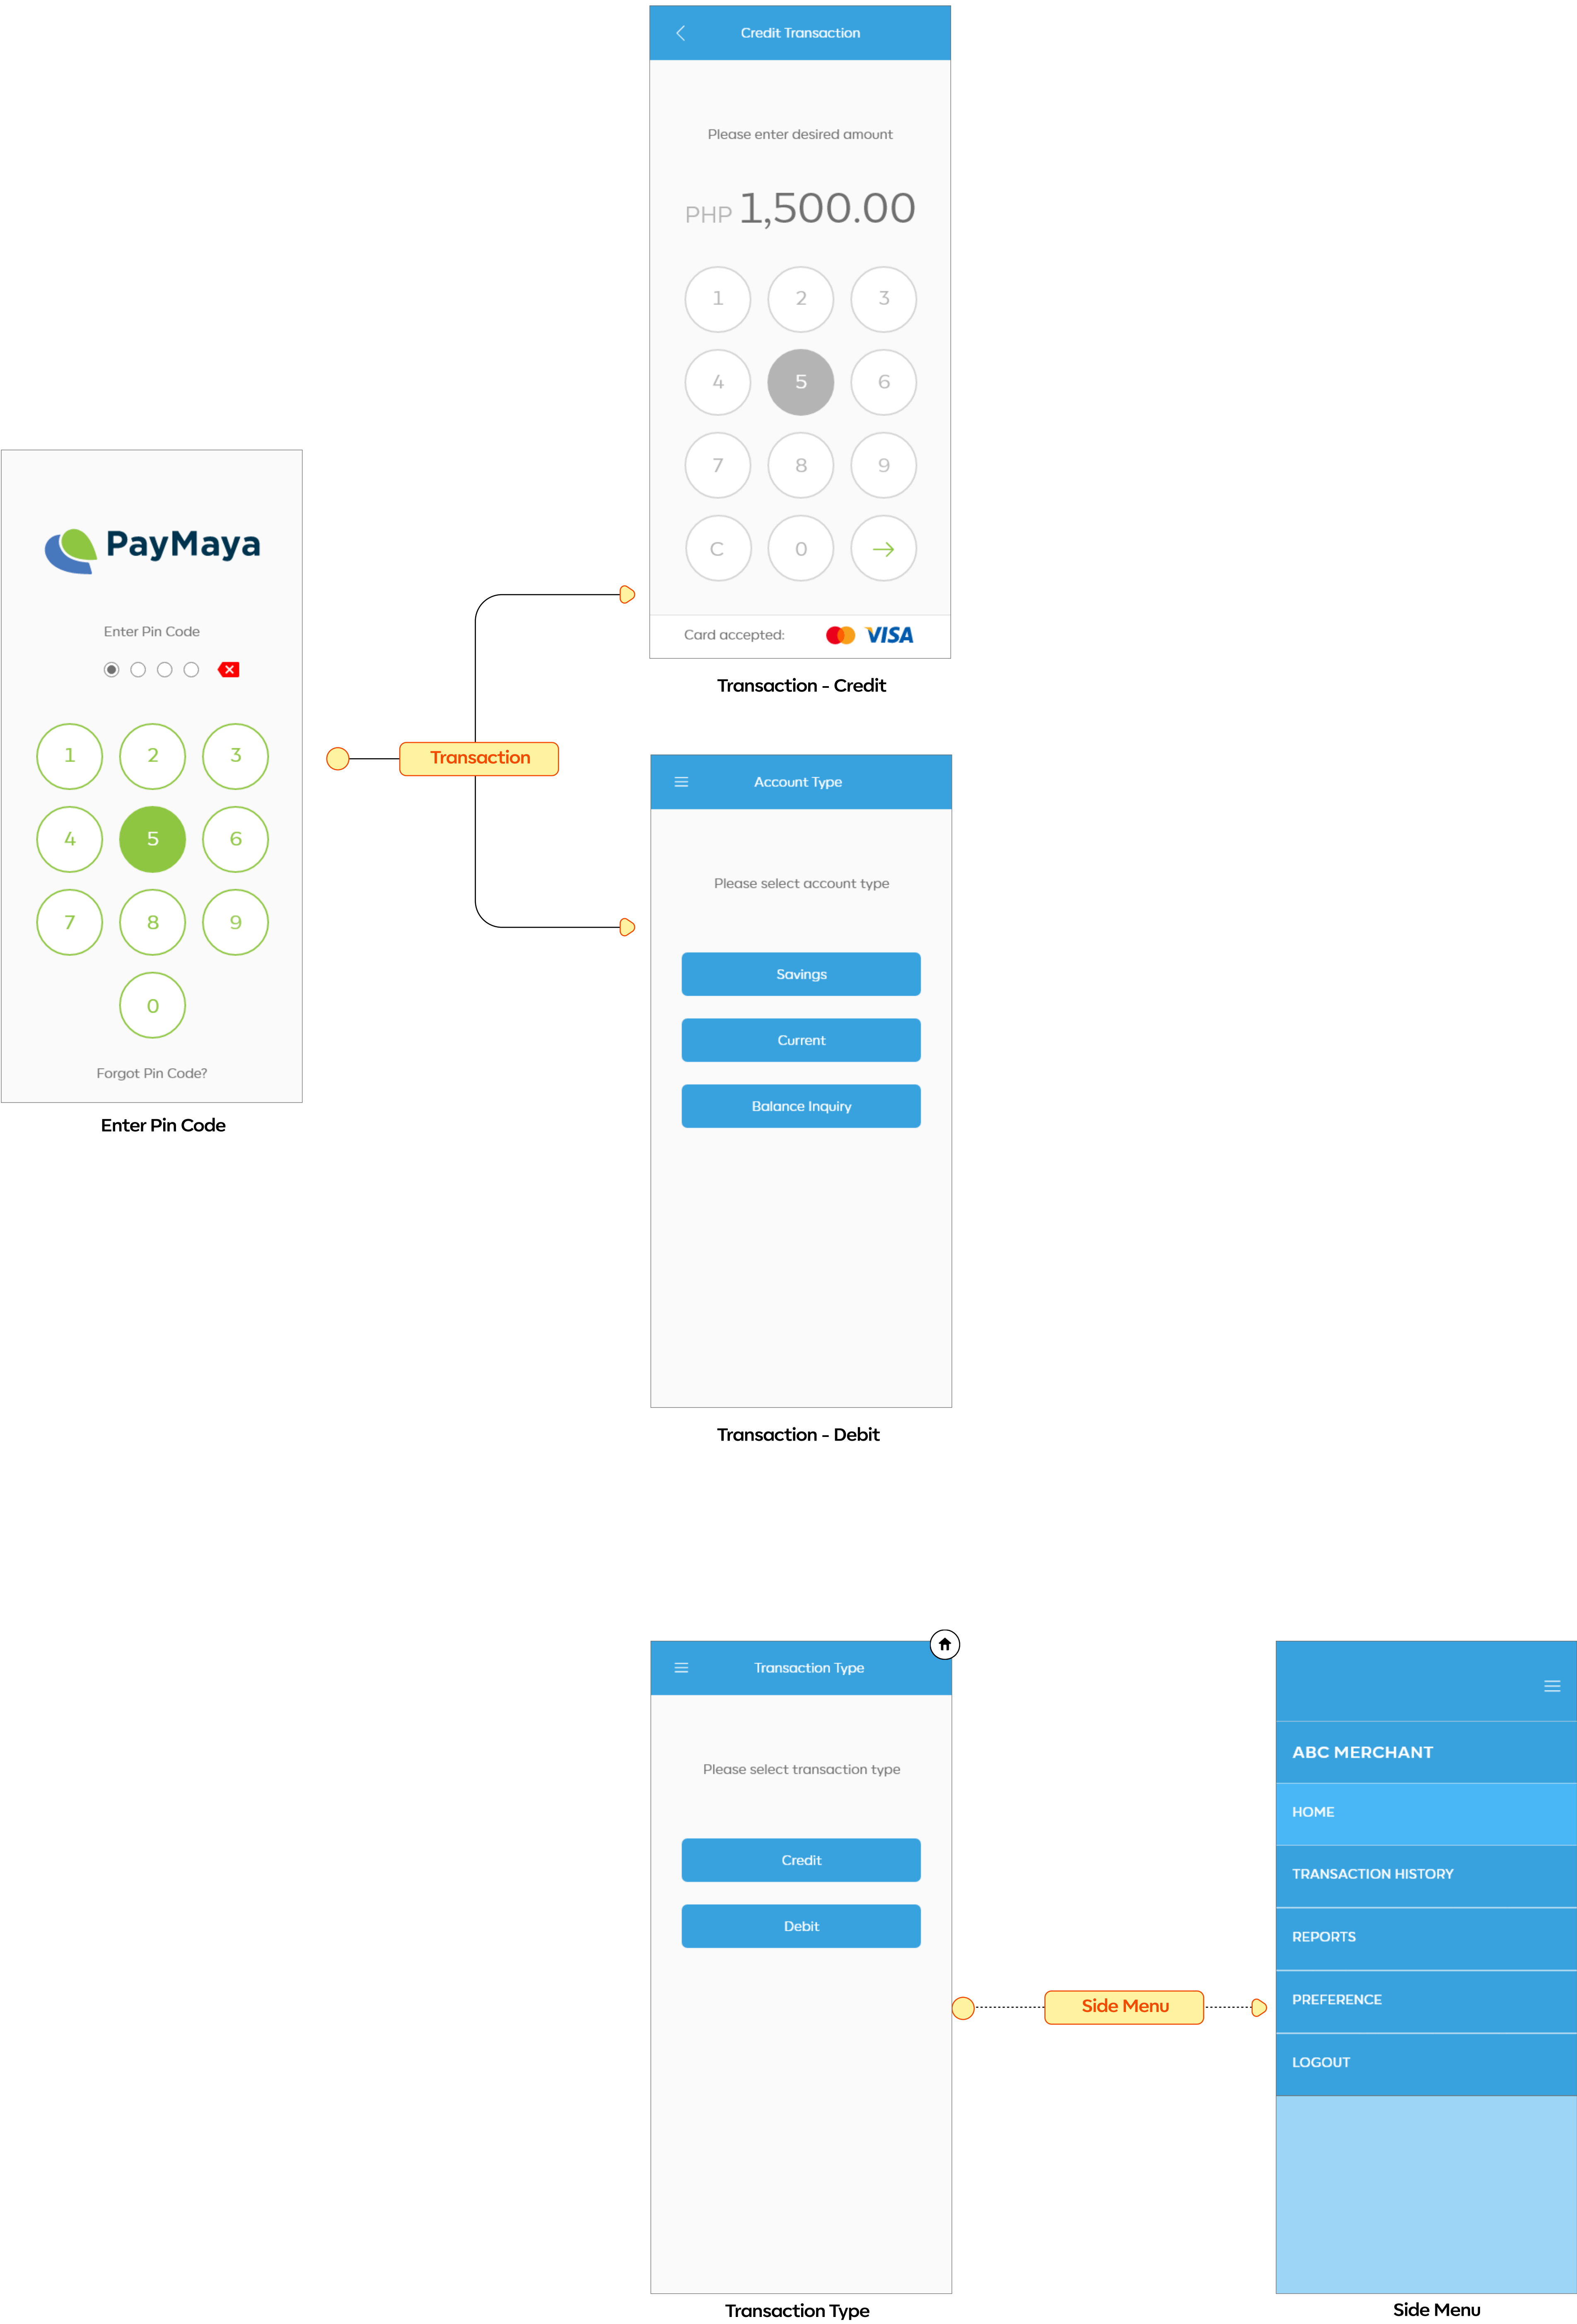 Credit Transaction
Please enter desired amount
PHP 1,500.00
1 2 3
4 5 6
7 8 9
C 0
Card accepted: VISA
Transaction - Credit
PayMaya
Enter Pin Code
1 2 3
4 5 6
7 8 9
0
Forgot Pin Code?
Enter Pin Code
Transaction
Account Type
Please select account type
Savings
Current
Balance Inquiry
Transaction - Debit
Transaction Type
Please select transaction type
Credit
Debit
Transaction Type
Side Menu
ABC MERCHANT
HOME
TRANSACTION HISTORY
REPORTS
PREFERENCE
LOGOUT
Side Menu